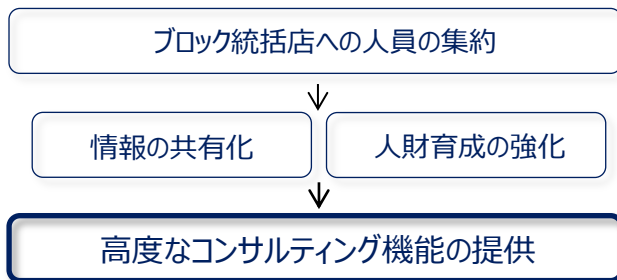 ブロック統括店への人員の集約
情報の共有化
人財育成の強化
高度なコンサルティング機能の提供